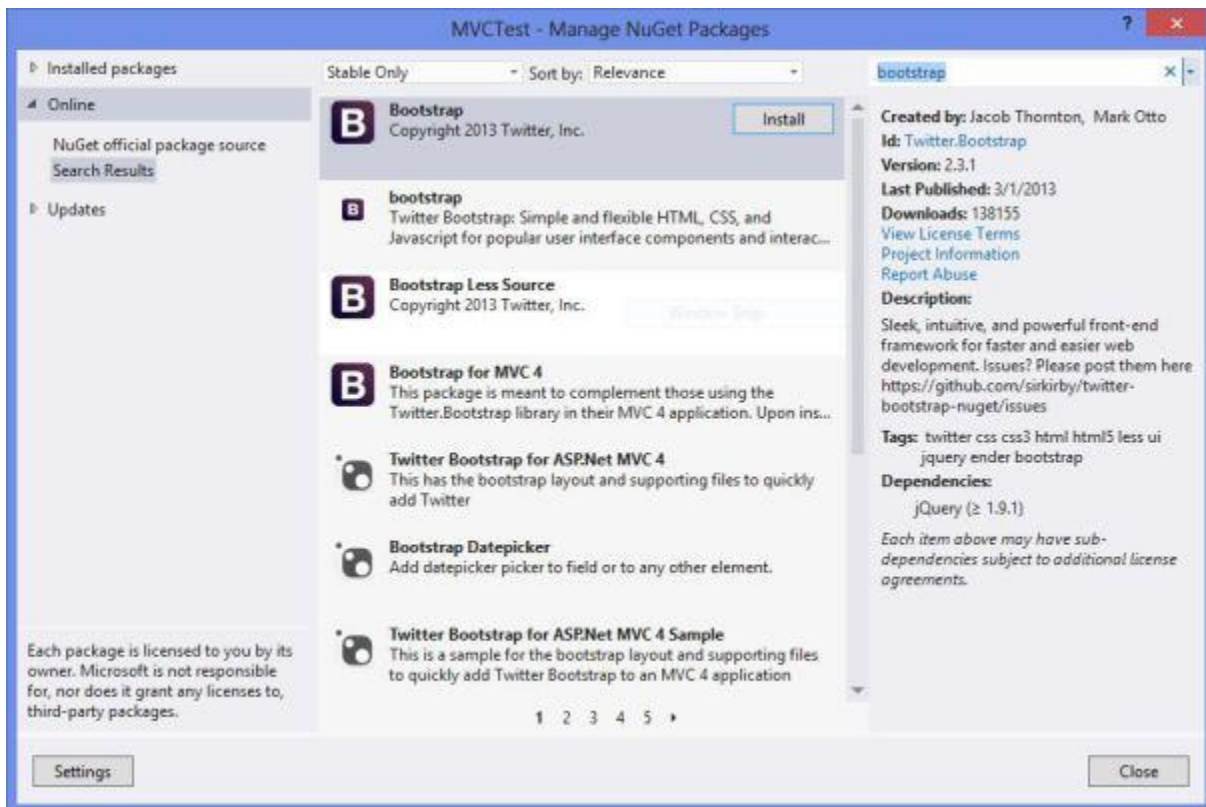 MVCTest - Manage NuGet Packages
?
Installed packages
Online
NuGet official package source
Search Results
Updates
Each package is licensed to you by its
owner. Microsoft is not responsible
for, nor does it grant any licenses to,
third-party packages.
Stable Only
Sort by: Relevance
B
Bootstrap
Copyright 2013 Twitter, Inc.
Install
B
bootstrap
Twitter Bootstrap: Simple and flexible HTML, CSS, and
Javascript for popular user interface components and interac...
B
Bootstrap Less Source
Copyright 2013 Twitter, Inc.
Window Snip
B
Bootstrap for MVC 4
This package is meant to complement those using the
Twitter.Bootstrap library in their MVC 4 application. Upon ins...
Twitter Bootstrap for ASP.Net MVC 4
This has the bootstrap layout and supporting files to quickly
add Twitter
Bootstrap Datepicker
Add datepicker picker to field or to any other element.
Twitter Bootstrap for ASP.Net MVC 4 Sample
This is a sample for the bootstrap layout and supporting files
to quickly add Twitter Bootstrap to an MVC 4 application
1 2 3 4 5
bootstrap
Created by: Jacob Thornton, Mark Otto
Id: Twitter.Bootstrap
Version: 2.3.1
Last Published: 3/1/2013
Downloads: 138155
View License Terms
Project Information
Report Abuse
Description:
Sleek, intuitive, and powerful front-end
framework for faster and easier web
development. Issues? Please post them here
https://github.com/sirkirby/twitter-
bootstrap-nuget/issues
Tags: twitter css css3 html html5 less ui
jquery ender bootstrap
Dependencies:
jQuery (≥ 1.9.1)
Each item above may have sub-
dependencies subject to additional license
agreements.
Settings
Close